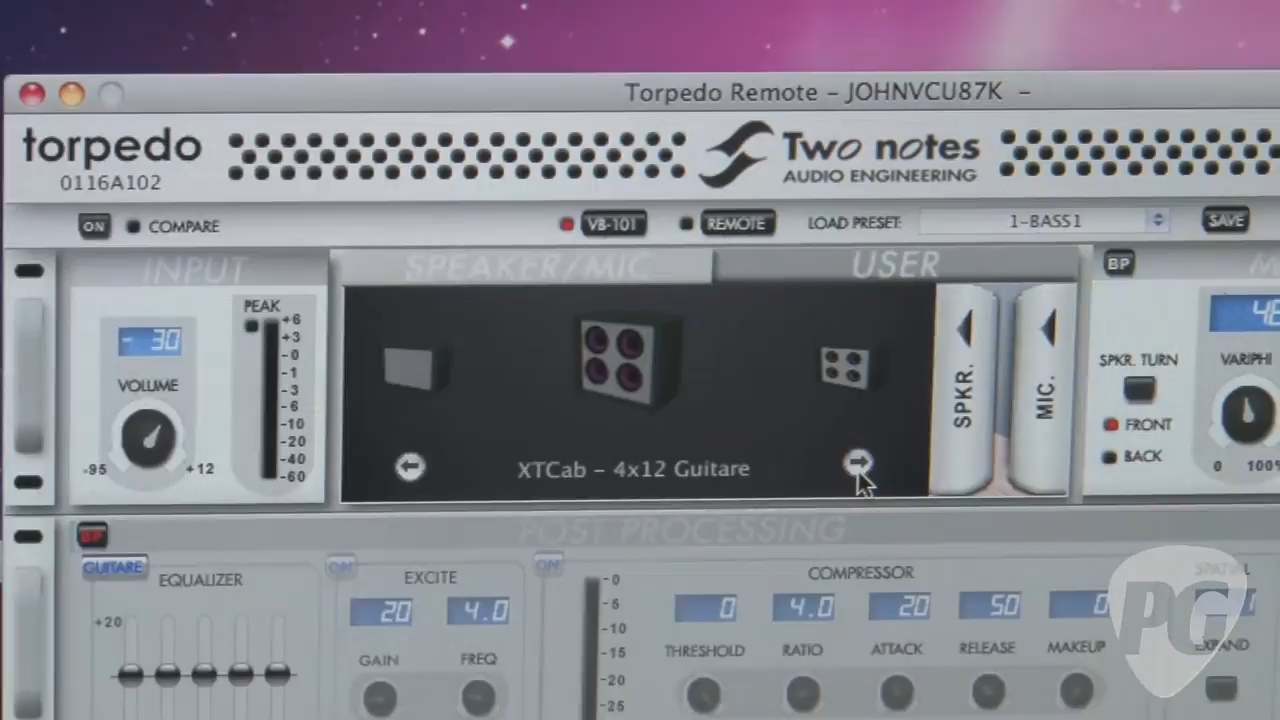 Torpedo Remote – JOHNVCU87K –
torpedo
0116A102
Two notes
AUDIO ENGINEERING
ON COMPARE VB-101 REMOTE LOAD PRESET: 1-BASS1 SAVE
INPUT
SPEAKER/MIC
USER
BP
- 30
VOLUME
-95 +12
PEAK
+6
+3
-0
-1
-3
-6
-10
-20
-40
-60
XTCab – 4x12 Guitare
SPKR.
MIC.
SPKR. TURN
FRONT
BACK
VARIPHI
0 100%
POST PROCESSING
BP
GUITARE
EQUALIZER
+20
ON
EXCITE
20 4.0
GAIN FREQ
ON
COMPRESSOR
-0
-5
-10
-15
-20
-25
0 4.0 20 50 0
THRESHOLD RATIO ATTACK RELEASE MAKEUP
EXPAND
PG